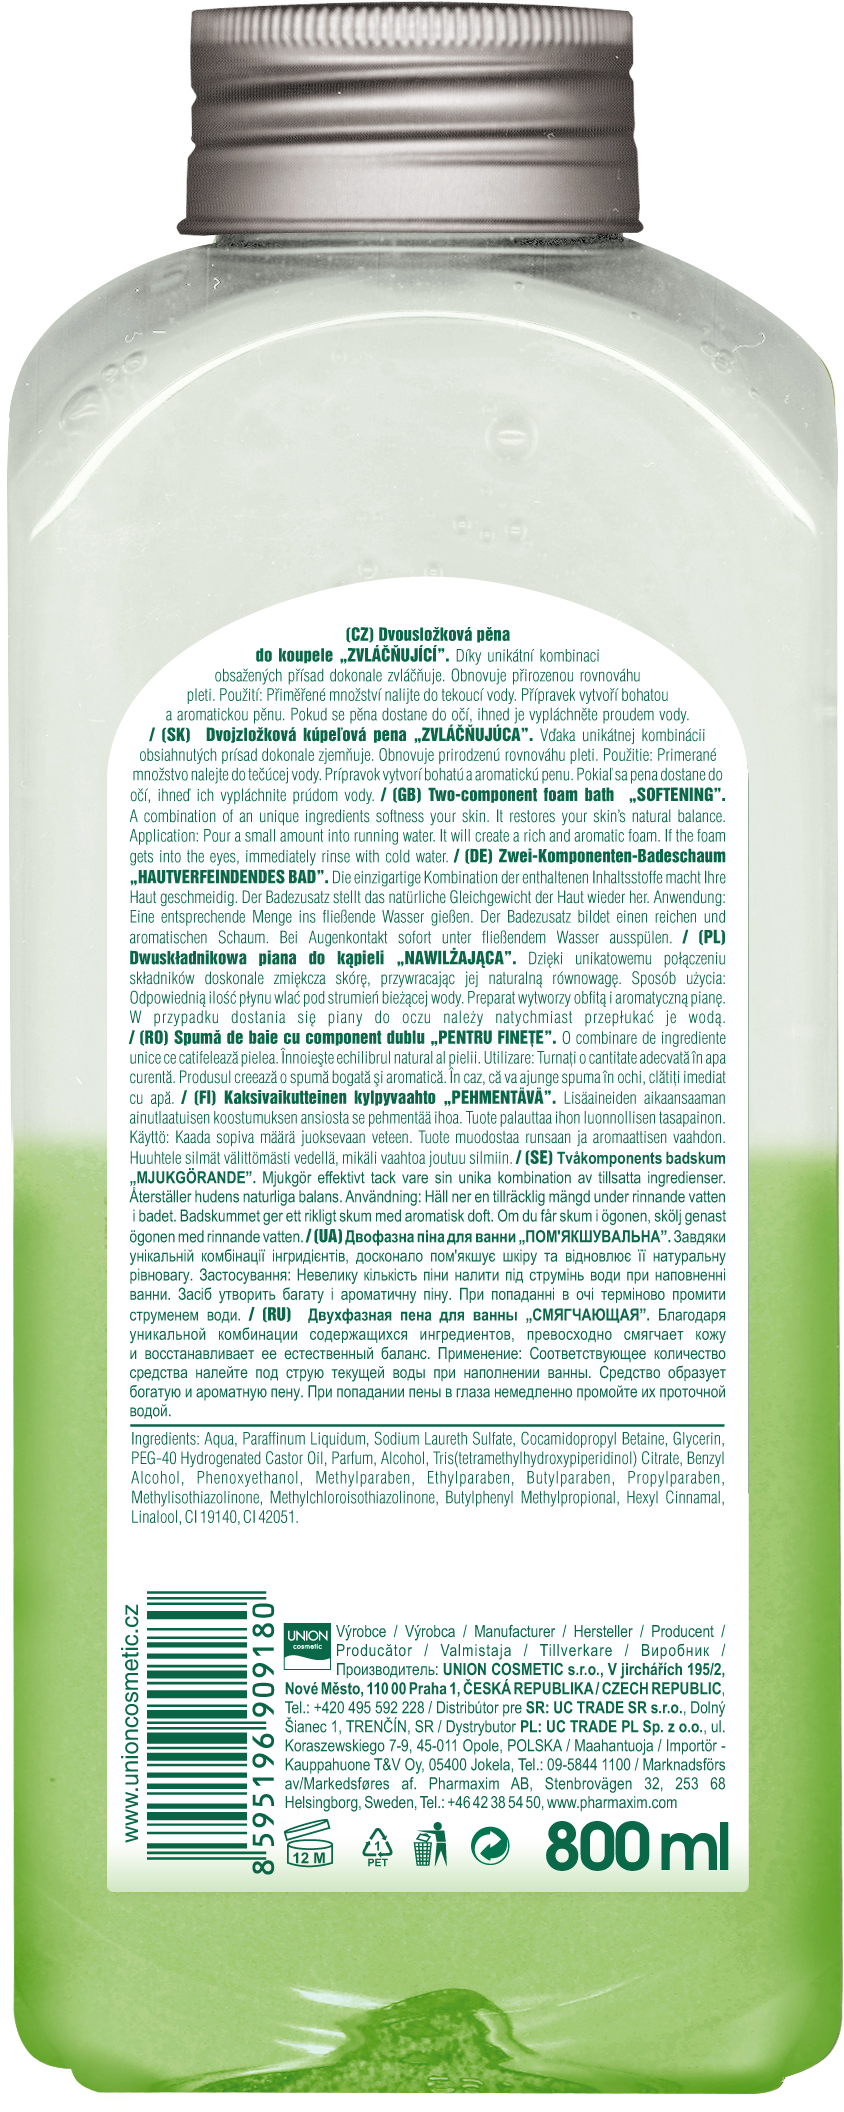 (CZ) Dvousložková pěna
do koupele „ZVLÁČŇUJÍCÍ”. Díky unikátní kombinaci
obsažených přísad dokonale zvláčňuje. Obnovuje přirozenou rovnováhu
pleti. Použití: Přiměřené množství nalijte do tekoucí vody. Přípravek vytvoří bohatou
a aromatickou pěnu. Pokud se pěna dostane do očí, ihned je vypláchněte proudem vody.
/ (SK) Dvojzložková kúpeľová pena „ZVLÁČŇUJÚCA”. Vďaka unikátnej kombinácii
obsiahnutých prísad dokonale zjemňuje. Obnovuje prirodzenú rovnováhu pleti. Použitie: Primerané
množstvo nalejte do tečúcej vody. Prípravok vytvorí bohatú a aromatickú penu. Pokiaľ sa pena dostane do
očí, ihneď ich vypláchnite prúdom vody. / (GB) Two-component foam bath „SOFTENING”.
A combination of an unique ingredients softness your skin. It restores your skin's natural balance.
Application: Pour a small amount into running water. It will create a rich and aromatic foam. If the foam
gets into the eyes, immediately rinse with cold water. / (DE) Zwei-Komponenten-Badeschaum
„HAUTVERFEINDENDES BAD”. Die einzigartige Kombination der enthaltenen Inhaltsstoffe macht Ihre
Haut geschmeidig. Der Badezusatz stellt das natürliche Gleichgewicht der Haut wieder her. Anwendung:
Eine entsprechende Menge ins fließende Wasser gießen. Der Badezusatz bildet einen reichen und
aromatischen Schaum. Bei Augenkontakt sofort unter fließendem Wasser ausspülen. / (PL)
Dwuskładnikowa piana do kąpieli „NAWILŻAJĄCA”. Dzięki unikatowemu połączeniu
składników doskonale zmiękcza skórę, przywracając jej naturalną równowagę. Sposób użycia:
Odpowiednią ilość płynu wlać pod strumień bieżącej wody. Preparat wytworzy obfitą i aromatyczną pianę.
W przypadku dostania się piany do oczu należy natychmiast przepłukać je wodą.
/ (RO) Spumă de baie cu component dublu „PENTRU FINEȚE”. O combinare de ingrediente
unice ce catifelează pielea. Înnoiește echilibrul natural al pielii. Utilizare: Turnați o cantitate adecvată în apa
curentă. Produsul creează o spumă bogată și aromatică. În caz, că va ajunge spuma în ochi, clătiți imediat
cu apă. / (FI) Kaksivaikutteinen kylpyvaahto „PEHMENTÄVÄ”. Lisäaineiden aikaansaaman
ainutlaatuisen koostumuksen ansiosta se pehmentää ihoa. Tuote palauttaa ihon luonnollisen tasapainon.
Käyttö: Kaada sopiva määrä juoksevaan veteen. Tuote muodostaa runsaan ja aromaattisen vaahdon.
Huuhtele silmät välittömästi vedellä, mikäli vaahtoa joutuu silmiin. / (SE) Tvåkomponents badskum
„MJUKGÖRANDE”. Mjukgör effektivt tack vare sin unika kombination av tillsatta ingredienser.
Återställer hudens naturliga balans. Användning: Häll ner en tillräcklig mängd under rinnande vatten
i badet. Badskummet ger ett rikligt skum med aromatisk doft. Om du får skum i ögonen, skölj genast
ögonen med rinnande vatten. / (UA) Двофазна піна для ванни „ПОМ'ЯКШУВАЛЬНА”. Завдяки
унікальній комбінації інгридієнтів, досконало пом'якшує шкіру та відновлює її натуральну
рівновагу. Застосування: Невелику кількість піни налити під струмінь води при наповненні
ванни. Засіб утворить багату і ароматичну піну. При попаданні в очі терміново промити
струменем води. / (RU) Двухфазная пена для ванны „СМЯГЧАЮЩАЯ”. Благодаря
уникальной комбинации содержащихся ингредиентов, превосходно смягчает кожу
и восстанавливает ее естественный баланс. Применение: Соответствующее количество
средства налейте под струю текущей воды при наполнении ванны. Средство образует
богатую и ароматную пену. При попадании пены в глаза немедленно промойте их проточной
водой.
Ingredients: Aqua, Paraffinum Liquidum, Sodium Laureth Sulfate, Cocamidopropyl Betaine, Glycerin,
PEG-40 Hydrogenated Castor Oil, Parfum, Alcohol, Tris(tetramethylhydroxypiperidinol) Citrate, Benzyl
Alcohol, Phenoxyethanol, Methylparaben, Ethylparaben, Butylparaben, Propylparaben,
Methylisothiazolinone, Methylchloroisothiazolinone, Butylphenyl Methylpropional, Hexyl Cinnamal,
Linalool, CI 19140, CI 42051.
www.unioncosmetic.cz
8 595196 909180
UNION
cosmetic
Výrobce / Výrobca / Manufacturer / Hersteller / Producent /
Producător / Valmistaja / Tillverkare / Виробник /
Производитель: UNION COSMETIC s.r.o., V jirchářích 195/2,
Nové Město, 110 00 Praha 1, ČESKÁ REPUBLIKA / CZECH REPUBLIC,
Tel.: +420 495 592 228 / Distribútor pre SR: UC TRADE SR s.r.o., Dolný
Šianec 1, TRENČÍN, SR / Dystrybutor PL: UC TRADE PL Sp. z o.o., ul.
Koraszewskiego 7-9, 45-011 Opole, POLSKA / Maahantuoja / Importör -
Kauppahuone T&V Oy, 05400 Jokela, Tel.: 09-5844 1100 / Marknadsförs
av/Markedsføres af. Pharmaxim AB, Stenbrovägen 32, 253 68
Helsingborg, Sweden, Tel.: +46 42 38 54 50, www.pharmaxim.com
12 M
1
PET
800 ml